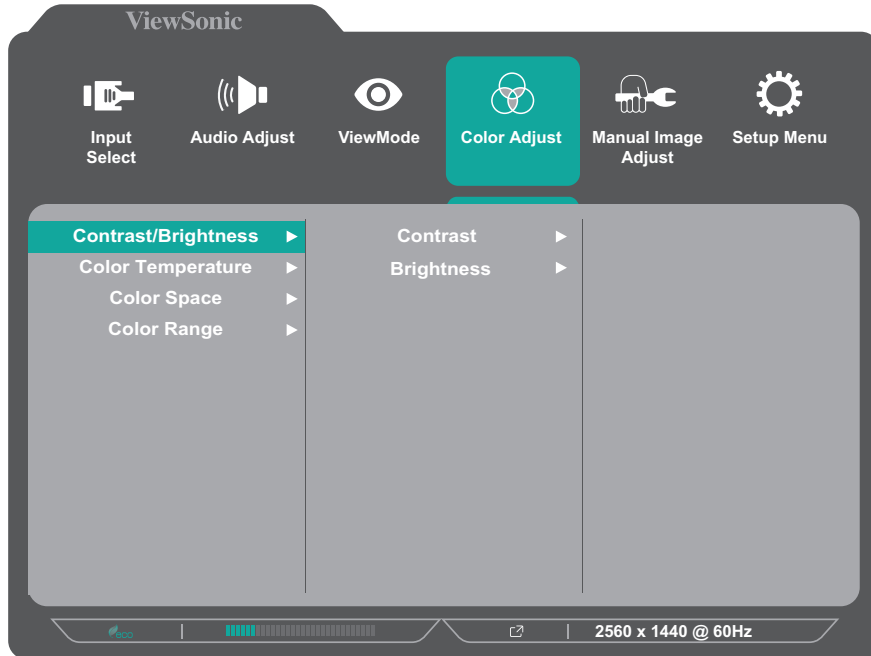 ViewSonic
Input
Select
Audio Adjust
ViewMode
Color Adjust
Manual Image
Adjust
Setup Menu
Contrast/Brightness
Color Temperature
Color Space
Color Range
Contrast
Brightness
eco
2560 x 1440 @ 60Hz